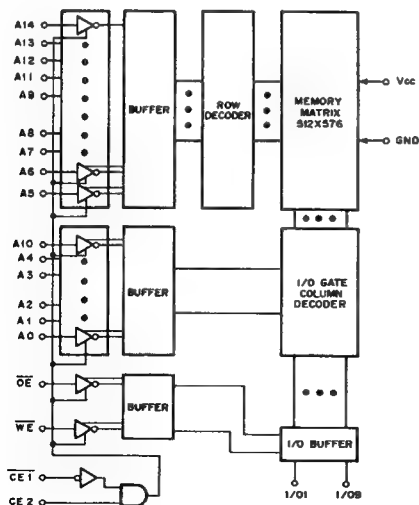 A14
A13
A12
A11
A9
A8
A7
A6
A5
BUFFER
ROW
DECODER
MEMORY
MATRIX
512X576
Vcc
GND
A10
A4
A3
A2
A1
A0
BUFFER
I/O GATE
COLUMN
DECODER
OE
WE
BUFFER
I/O BUFFER
CE1
CE2
I/O1
I/O9